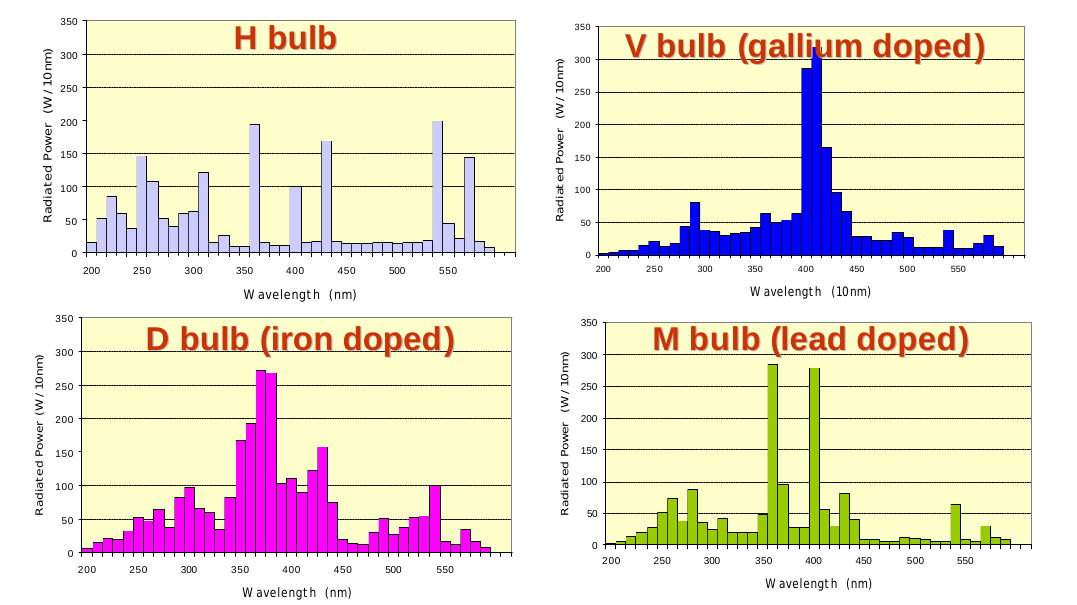 H bulb
350
300
250
200
150
100
50
0
Radiated Power (W/10nm)
200 250 300 350 400 450 500 550
Wavelength (nm)
V bulb (gallium doped)
350
300
250
200
150
100
50
0
Radiated Power (W/10nm)
200 250 300 350 400 450 500 550
Wavelength (10nm)
D bulb (iron doped)
350
300
250
200
150
100
50
0
Radiated Power (W/10nm)
200 250 300 350 400 450 500 550
Wavelength (nm)
M bulb (lead doped)
350
300
250
200
150
100
50
0
Radiated Power (W/10nm)
200 250 300 350 400 450 500 550
Wavelength (nm)